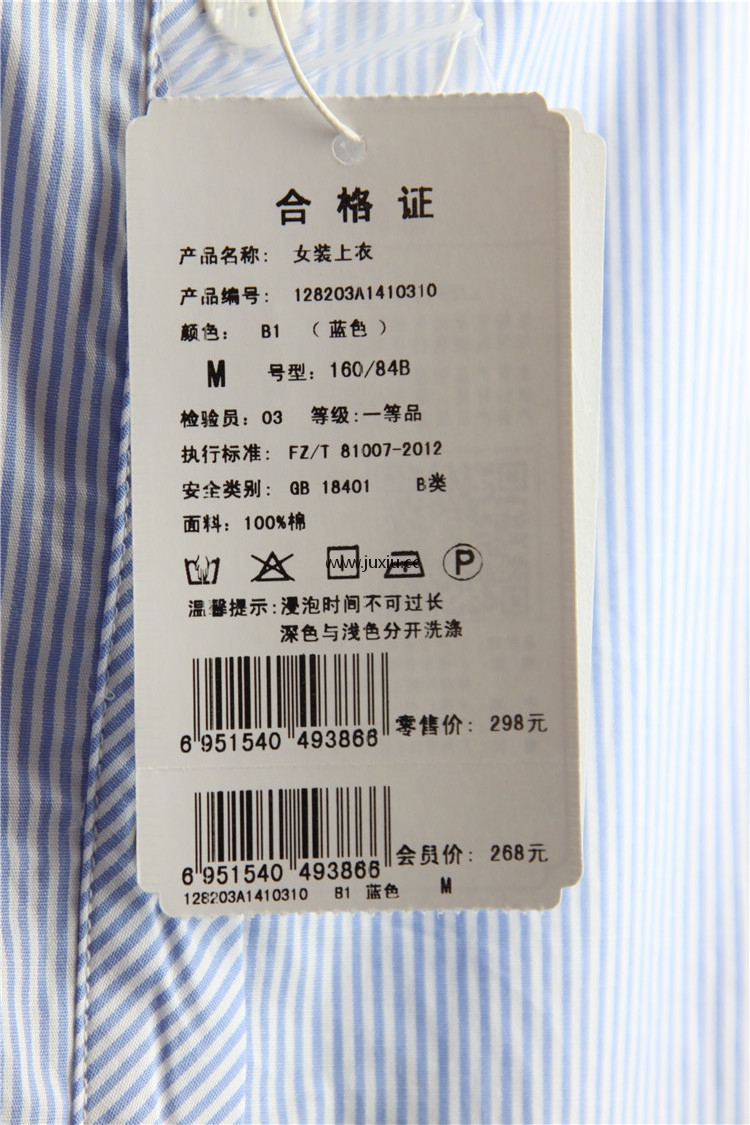 合格证
产品名称: 女装上衣
产品编号: 128203A1410310
颜色: B1 (蓝色)
M 号型: 160/84B
检验员: 03 等级:一等品
执行标准: FZ/T 81007-2012
安全类别: GB 18401 B类
面料: 100%棉
www.juxiu.co
P
温馨提示:浸泡时间不可过长
深色与浅色分开洗涤
6 951540 493866 零售价: 298元
6 951540 493866 会员价: 268元
128203A1410310 B1 蓝色 M